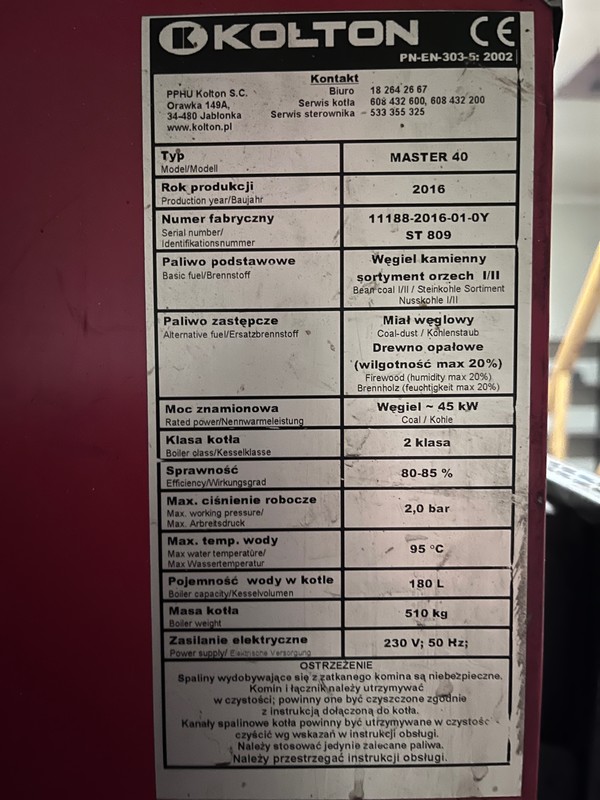 KOŁTON CE
PN-EN-303-5: 2002
Kontakt
PPHU Kolton S.C.
Orawka 149A,
34-480 Jabłonka
www.kolton.pl
Biuro 18 264 26 67
Serwis kotła 608 432 600, 608 432 200
Serwis sterownika - 533 355 325
Typ
Model/Modell
MASTER 40
Rok produkcji
Production year/Baujahr
2016
Numer fabryczny
Serial number/
Identifikationsnummer
11188-2016-01-0Y
ST 809
Paliwo podstawowe
Basic fuel/Brennstoff
Węgiel kamienny
sortyment orzech I/II
Bean coal I/II / Steinkohle Sortiment
Nusskohle I/II
Paliwo zastępcze
Alternative fuel/Ersatzbrennstoff
Miał węglowy
Coal-dust / Kohlenstaub
Drewno opałowe
(wilgotność max 20%)
Firewood (humidity max 20%)
Brennholz (feuchtigkeit max 20%)
Moc znamionowa
Rated power/Nennwarmeleistung
Węgiel ~ 45 kW
Coal / Kohle
Klasa kotła
Boiler class/Kesselklasse
2 klasa
Sprawność
Efficiency/Wirkungsgrad
80-85 %
Max. ciśnienie robocze
Max. working pressure/
Max. Arbeitsdruck
2,0 bar
Max. temp. wody
Max water temperature/
Max Wassertemperatur
95 °C
Pojemność wody w kotle
Boiler capacity/Kesselvolumen
180 L
Masa kotła
Boiler weight
510 kg
Zasilanie elektryczne
Power supply/ Elektrische Versorgung
230 V; 50 Hz;
OSTRZEŻENIE
Spaliny wydobywające się z zatkanego komina są niebezpieczne.
Komin i łącznik należy utrzymywać
w czystości; powinny one być czyszczone zgodnie
z instrukcją dołączoną do kotła.
Kanały spalinowe kotła powinny być utrzymywane w czystośc
czyścić wg wskazań w instrukcji obsługi.
Należy stosować jedynie zalecane paliwa.
Należy przestrzegać instrukcji obsługi.